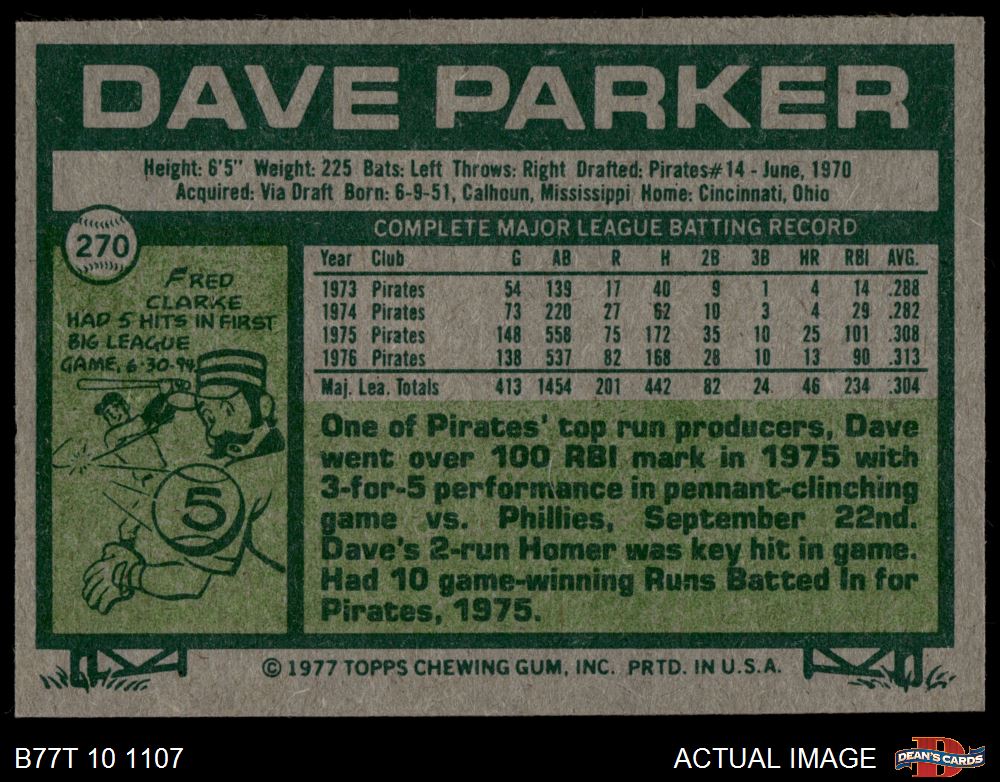 DAVE PARKER
Height: 6'5" Weight: 225 Bats: Left Throws: Right Drafted: Pirates#14 - June, 1970
Acquired: Via Draft Born: 6-9-51, Calhoun, Mississippi Home: Cincinnati, Ohio
270
FRED
CLARKE
HAD 5 HITS IN FIRST
BIG LEAGUE
GAME, 6-30-94
5
COMPLETE MAJOR LEAGUE BATTING RECORD
Year Club G AB R H 2B 3B HR RBI AVG.
1973 Pirates 54 139 17 40 9 1 4 14 .288
1974 Pirates 73 220 27 62 10 3 4 29 .282
1975 Pirates 148 558 75 172 35 10 25 101 .308
1976 Pirates 138 537 82 168 28 10 13 90 .313
Maj. Lea. Totals 413 1454 201 442 82 24 46 234 .304
One of Pirates' top run producers, Dave
went over 100 RBI mark in 1975 with
3-for-5 performance in pennant-clinching
game vs. Phillies, September 22nd.
Dave's 2-run Homer was key hit in game.
Had 10 game-winning Runs Batted In for
Pirates, 1975.
© 1977 TOPPS CHEWING GUM, INC. PRTD. IN U.S.A.
B77T 10 1107
ACTUAL IMAGE
D
DEAN'S CARDS